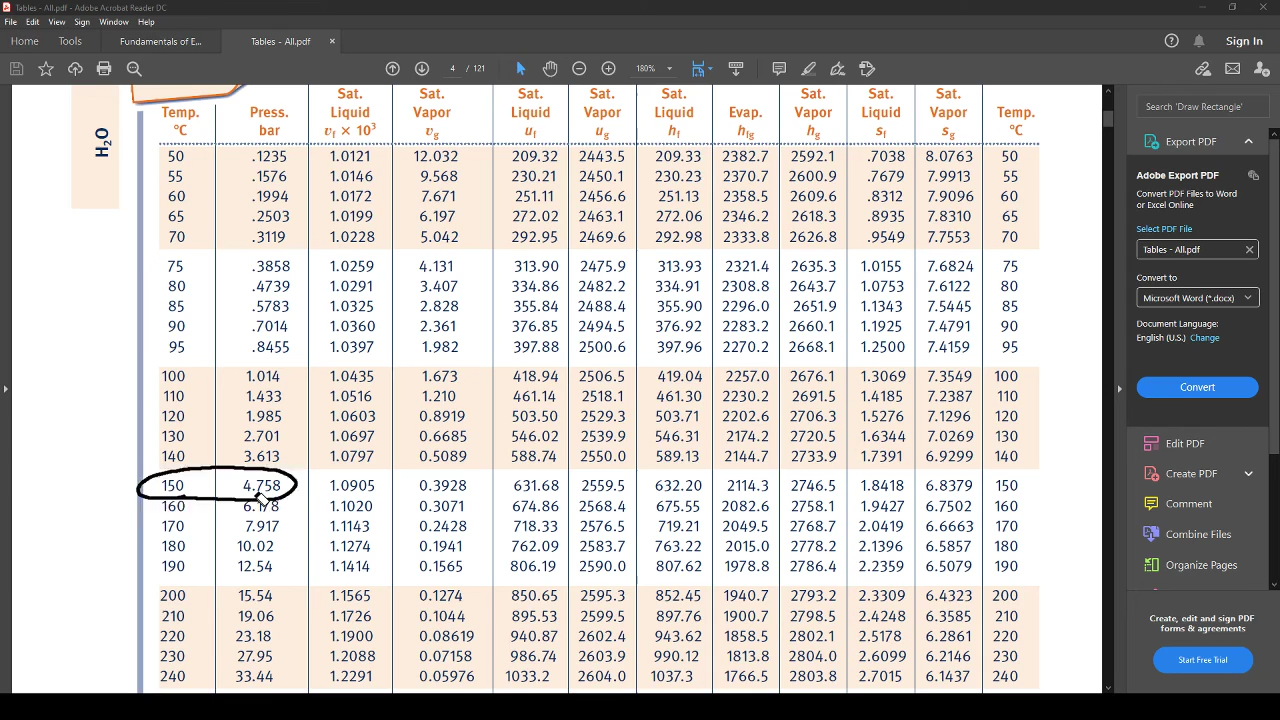 Tables - All.pdf - Adobe Acrobat Reader DC
File Edit View Sign Window Help
Home Tools Fundamentals of E... Tables - All.pdf × Sign In
4 / 121 180%
H2O
Temp. °C Press. bar Sat. Liquid vf × 10³ Sat. Vapor vg Sat. Liquid uf Sat. Vapor ug Sat. Liquid hf Evap. hfg Sat. Vapor hg Sat. Liquid sf Sat. Vapor sg Temp. °C
50 .1235 1.0121 12.032 209.32 2443.5 209.33 2382.7 2592.1 .7038 8.0763 50
55 .1576 1.0146 9.568 230.21 2450.1 230.23 2370.7 2600.9 .7679 7.9913 55
60 .1994 1.0172 7.671 251.11 2456.6 251.13 2358.5 2609.6 .8312 7.9096 60
65 .2503 1.0199 6.197 272.02 2463.1 272.06 2346.2 2618.3 .8935 7.8310 65
70 .3119 1.0228 5.042 292.95 2469.6 292.98 2333.8 2626.8 .9549 7.7553 70
75 .3858 1.0259 4.131 313.90 2475.9 313.93 2321.4 2635.3 1.0155 7.6824 75
80 .4739 1.0291 3.407 334.86 2482.2 334.91 2308.8 2643.7 1.0753 7.6122 80
85 .5783 1.0325 2.828 355.84 2488.4 355.90 2296.0 2651.9 1.1343 7.5445 85
90 .7014 1.0360 2.361 376.85 2494.5 376.92 2283.2 2660.1 1.1925 7.4791 90
95 .8455 1.0397 1.982 397.88 2500.6 397.96 2270.2 2668.1 1.2500 7.4159 95
100 1.014 1.0435 1.673 418.94 2506.5 419.04 2257.0 2676.1 1.3069 7.3549 100
110 1.433 1.0516 1.210 461.14 2518.1 461.30 2230.2 2691.5 1.4185 7.2387 110
120 1.985 1.0603 0.8919 503.50 2529.3 503.71 2202.6 2706.3 1.5276 7.1296 120
130 2.701 1.0697 0.6685 546.02 2539.9 546.31 2174.2 2720.5 1.6344 7.0269 130
140 3.613 1.0797 0.5089 588.74 2550.0 589.13 2144.7 2733.9 1.7391 6.9299 140
150 4.758 1.0905 0.3928 631.68 2559.5 632.20 2114.3 2746.5 1.8418 6.8379 150
160 6.178 1.1020 0.3071 674.86 2568.4 675.55 2082.6 2758.1 1.9427 6.7502 160
170 7.917 1.1143 0.2428 718.33 2576.5 719.21 2049.5 2768.7 2.0419 6.6663 170
180 10.02 1.1274 0.1941 762.09 2583.7 763.22 2015.0 2778.2 2.1396 6.5857 180
190 12.54 1.1414 0.1565 806.19 2590.0 807.62 1978.8 2786.4 2.2359 6.5079 190
200 15.54 1.1565 0.1274 850.65 2595.3 852.45 1940.7 2793.2 2.3309 6.4323 200
210 19.06 1.1726 0.1044 895.53 2599.5 897.76 1900.7 2798.5 2.4248 6.3585 210
220 23.18 1.1900 0.08619 940.87 2602.4 943.62 1858.5 2802.1 2.5178 6.2861 220
230 27.95 1.2088 0.07158 986.74 2603.9 990.12 1813.8 2804.0 2.6099 6.2146 230
240 33.44 1.2291 0.05976 1033.2 2604.0 1037.3 1766.5 2803.8 2.7015 6.1437 240
Search 'Draw Rectangle'
Export PDF
Adobe Export PDF
Convert PDF Files to Word
or Excel Online
Select PDF File
Tables - All.pdf
Convert to
Microsoft Word (*.docx)
Document Language:
English (U.S.) Change
Convert
Edit PDF
Create PDF
Comment
Combine Files
Organize Pages
Create, edit and sign PDF
forms & agreements
Start Free Trial